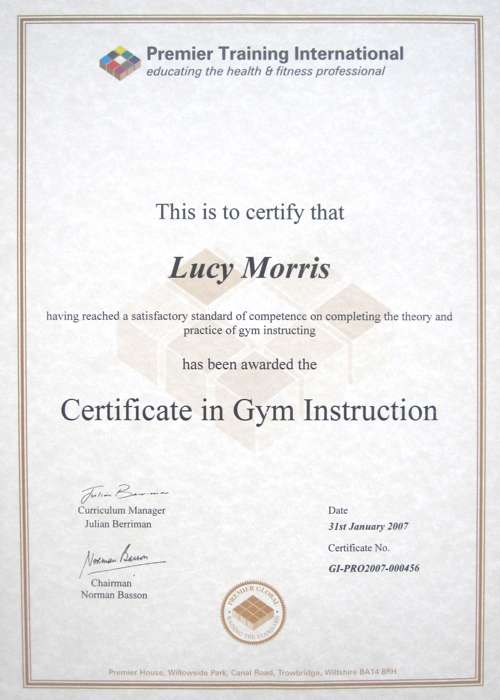 Premier Training International
educating the health & fitness professional
This is to certify that
Lucy Morris
having reached a satisfactory standard of competence on completing the theory and
practice of gym instructing
has been awarded the
Certificate in Gym Instruction
Julian Berriman
Curriculum Manager
Julian Berriman
Norman Basson
Chairman
Norman Basson
Date
31st January 2007
Certificate No.
GI-PRO2007-000456
PREMIER GLOBAL
RAISING THE STANDARD
Premier House, Willowside Park, Canal Road, Trowbridge, Wiltshire BA14 8RH